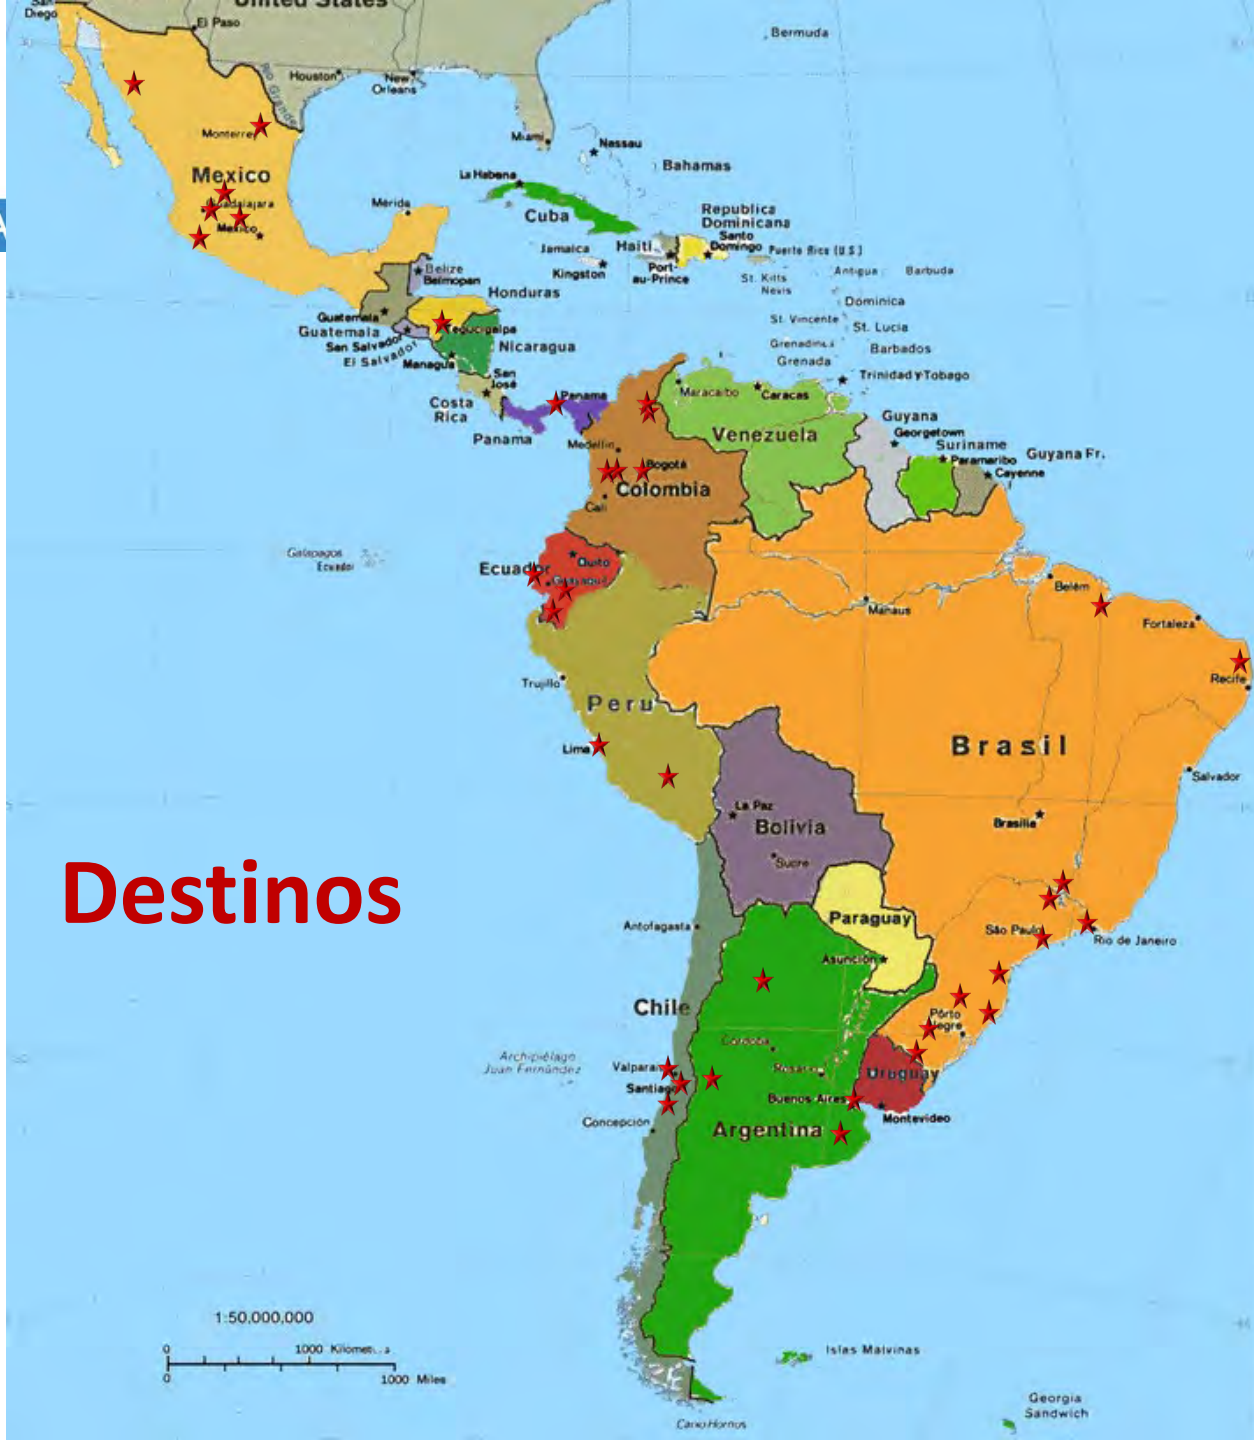 United States
San
Diego
El Paso
Bermuda
Houston
New
Orleans
Rio Grande
Monterrey
Miami
Nassau
Bahamas
Mexico
La Habana
Guadalajara
Mérida
Mexico
Cuba
Republica
Dominicana
Santo
Domingo
Haiti
Puerto Rico (U.S.)
Jamaica
Kingston
Port-
au-Prince
St. Kitts
Nevis
Antigua
Barbuda
Belize
Belmopan
Honduras
Dominica
Guatemala
Guatemala
Tegucigalpa
St. Vincente
St. Lucia
San Salvador
El Salvador
Nicaragua
Grenadines
Barbados
Managua
Grenada
San
José
Trinidad y Tobago
Costa
Rica
Panama
Maracaibo
Caracas
Panama
Venezuela
Guyana
Georgetown
Suriname
Paramaribo
Guyana Fr.
Cayenne
Medellín
Bogotá
Colombia
Cali
Galapagos
Ecuador
Ecuador
Quito
Guayaquil
Belém
Manaus
Fortaleza
Recife
Trujillo
Peru
Lima
Brasil
Salvador
La Paz
Bolivia
Brasilia
Sucre
Destinos
Antofagasta
Paraguay
São Paulo
Rio de Janeiro
Asunción
Chile
Pôrto
Alegre
Córdoba
Archipiélago
Juan Fernández
Rosario
Uruguay
Santiago
Buenos Aires
Concepción
Montevideo
Argentina
1:50,000,000
0
1000
0
1000 Miles
Islas Malvinas
Georgia
Sandwich